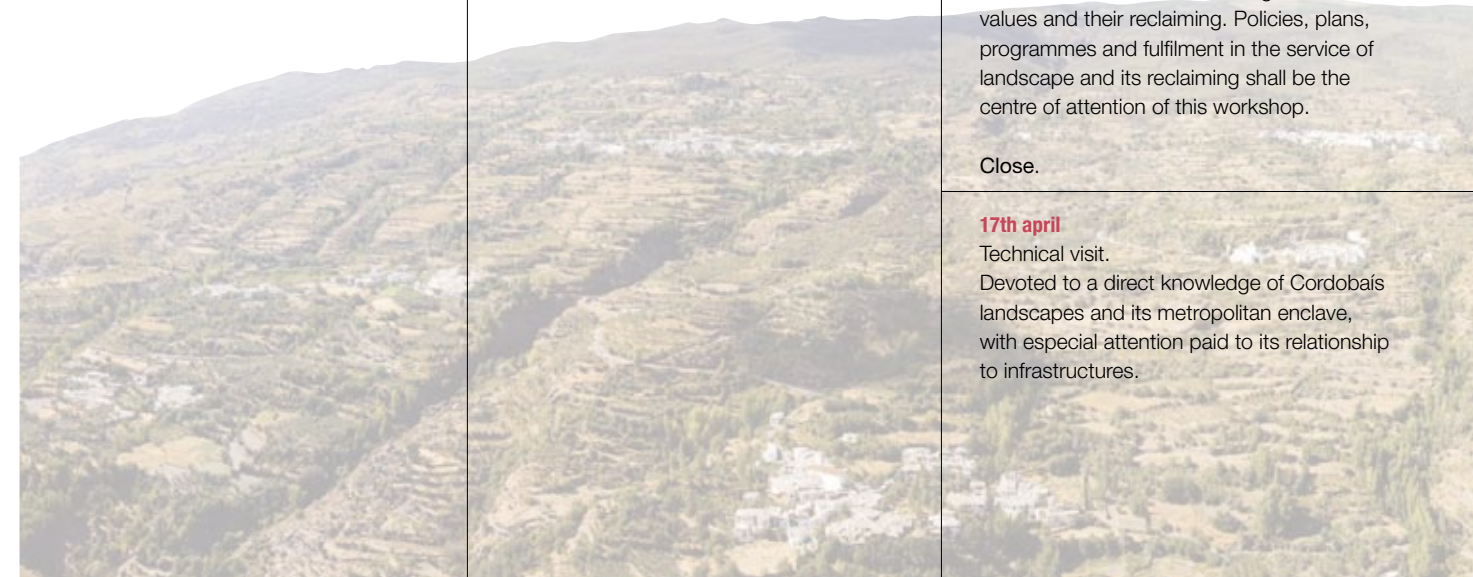 values and their reclaiming. Policies, plans,
programmes and fulfilment in the service of
landscape and its reclaiming shall be the
centre of attention of this workshop.
Close.
17th april
Technical visit.
Devoted to a direct knowledge of Cordobaís
landscapes and its metropolitan enclave,
with especial attention paid to its relationship
to infrastructures.